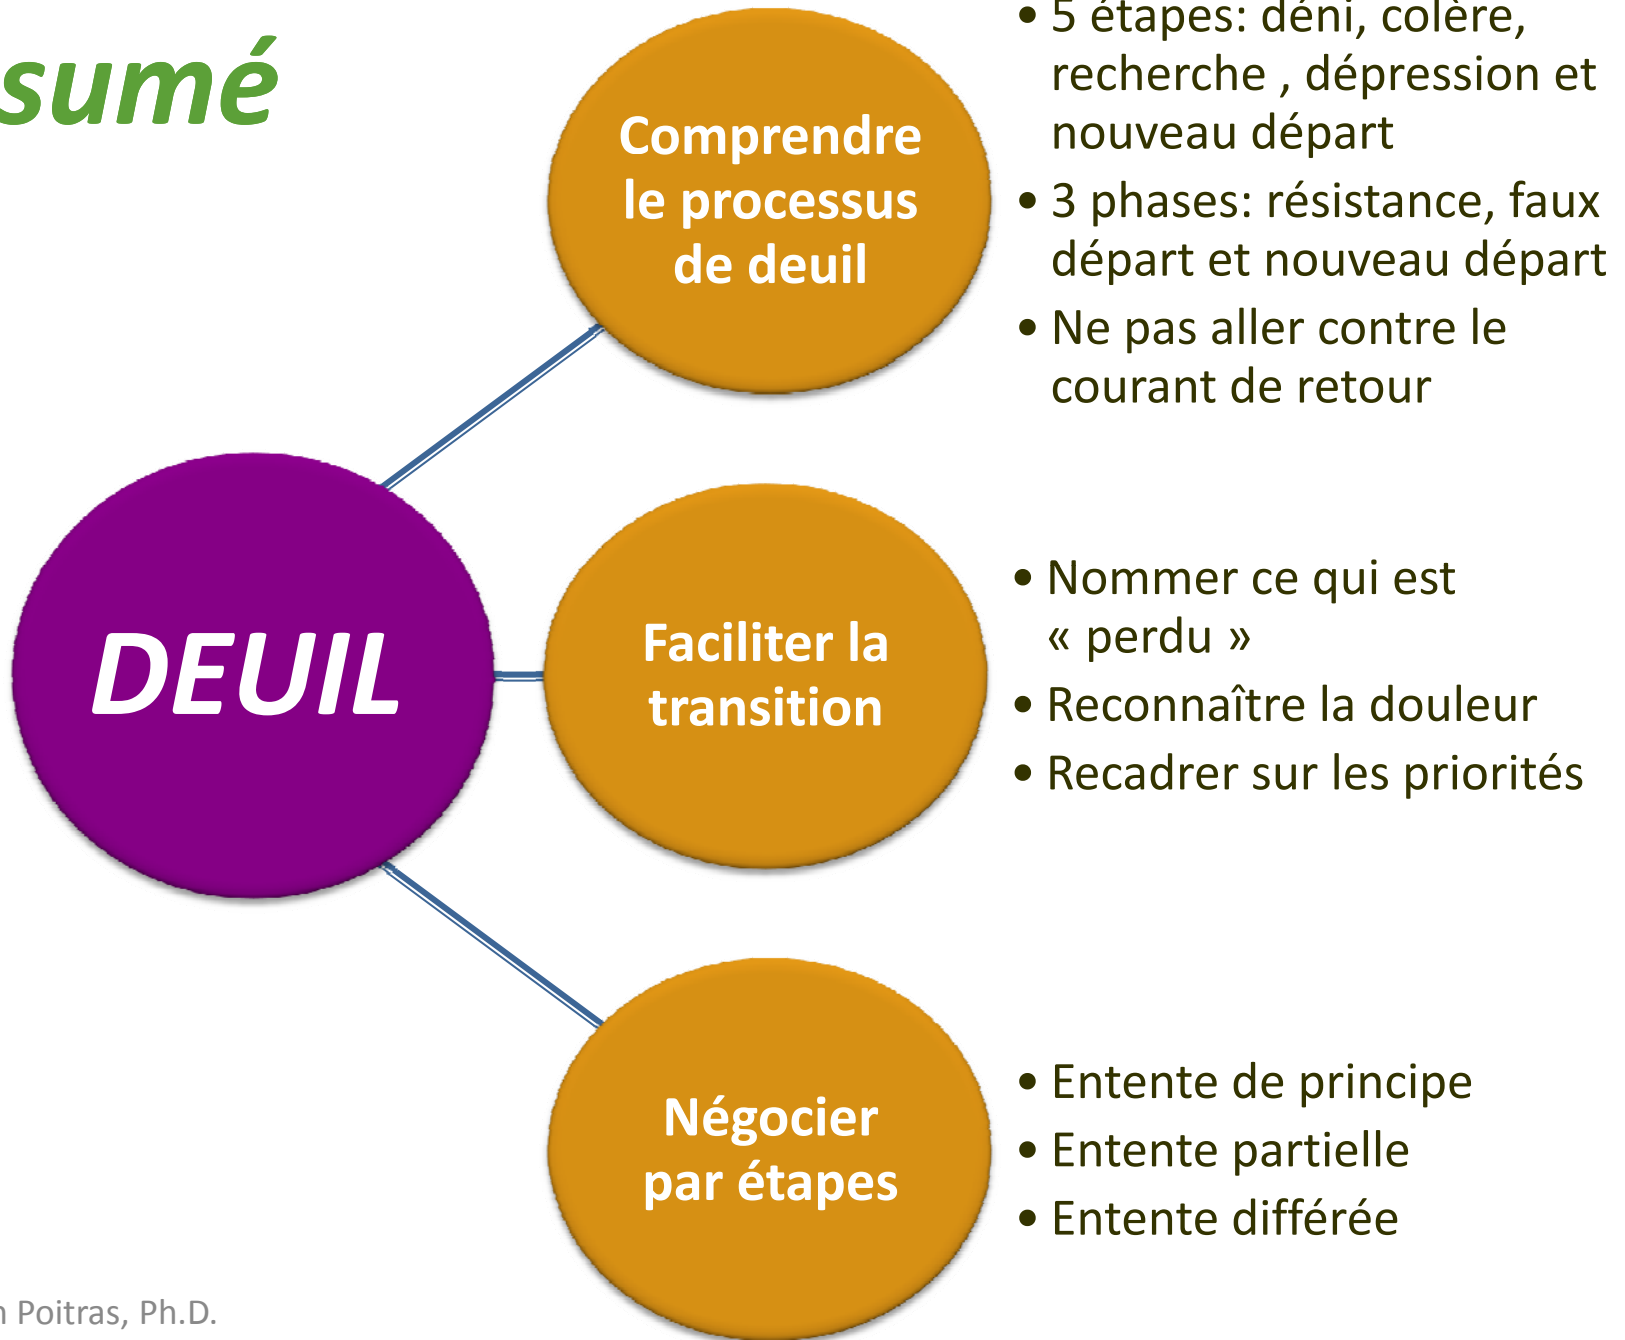 sumé
Comprendre
le processus
de deuil
• 5 étapes: déni, colère,
recherche , dépression et
nouveau départ
• 3 phases: résistance, faux
départ et nouveau départ
• Ne pas aller contre le
courant de retour
DEUIL
Faciliter la
transition
• Nommer ce qui est
« perdu »
• Reconnaître la douleur
• Recadrer sur les priorités
Négocier
par étapes
• Entente de principe
• Entente partielle
• Entente différée
n Poitras, Ph.D.